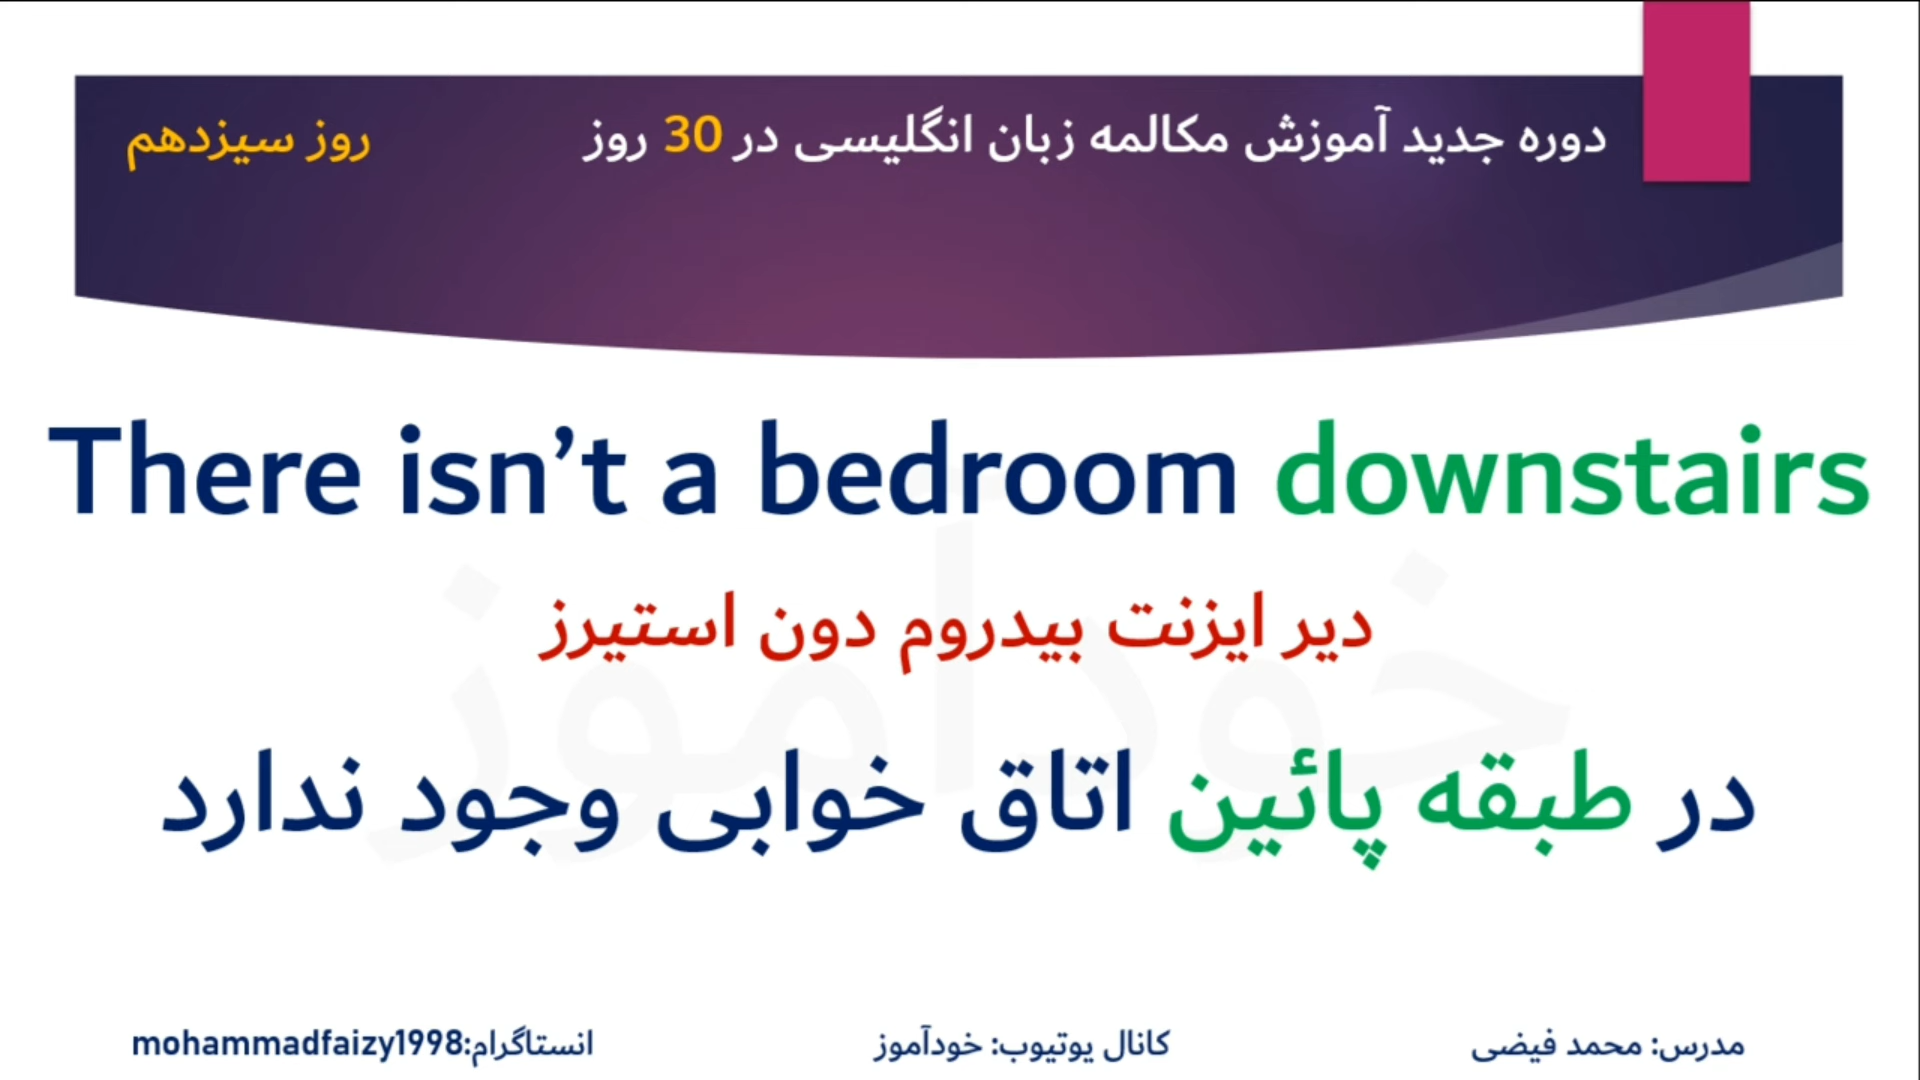 دوره جدید آموزش مکالمه زبان انگلیسی در 30 روز
روز سیزدهم
There isn’t a bedroom downstairs
دیر ایزنت بیدروم دون استیرز
در طبقه پائین اتاق خوابی وجود ندارد
خودآموز
مدرس: محمد فیضی
کانال یوتیوب: خودآموز
انستاگرام:mohammadfaizy1998